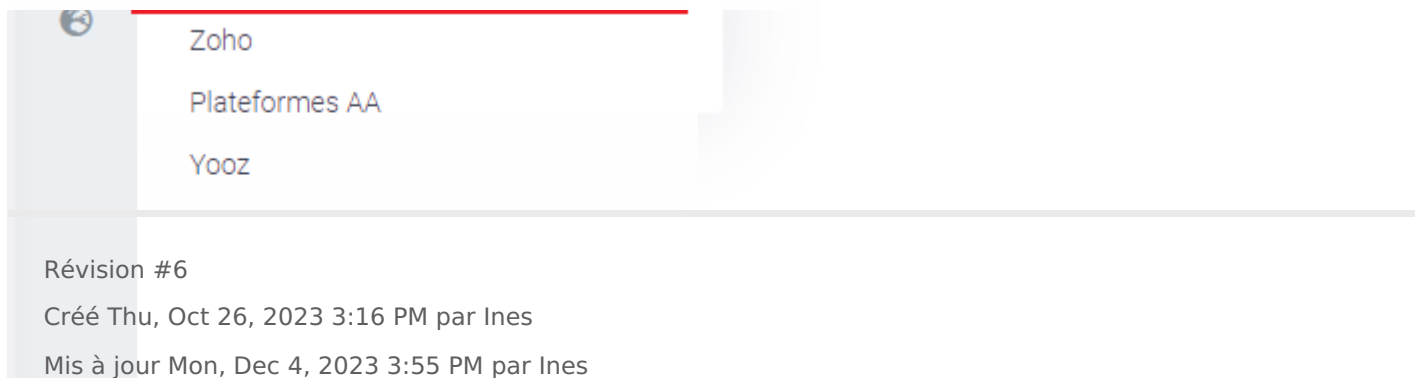 Zoho
Plateformes AA
Yooz
Révision #6
Créé Thu, Oct 26, 2023 3:16 PM par Ines
Mis à jour Mon, Dec 4, 2023 3:55 PM par Ines